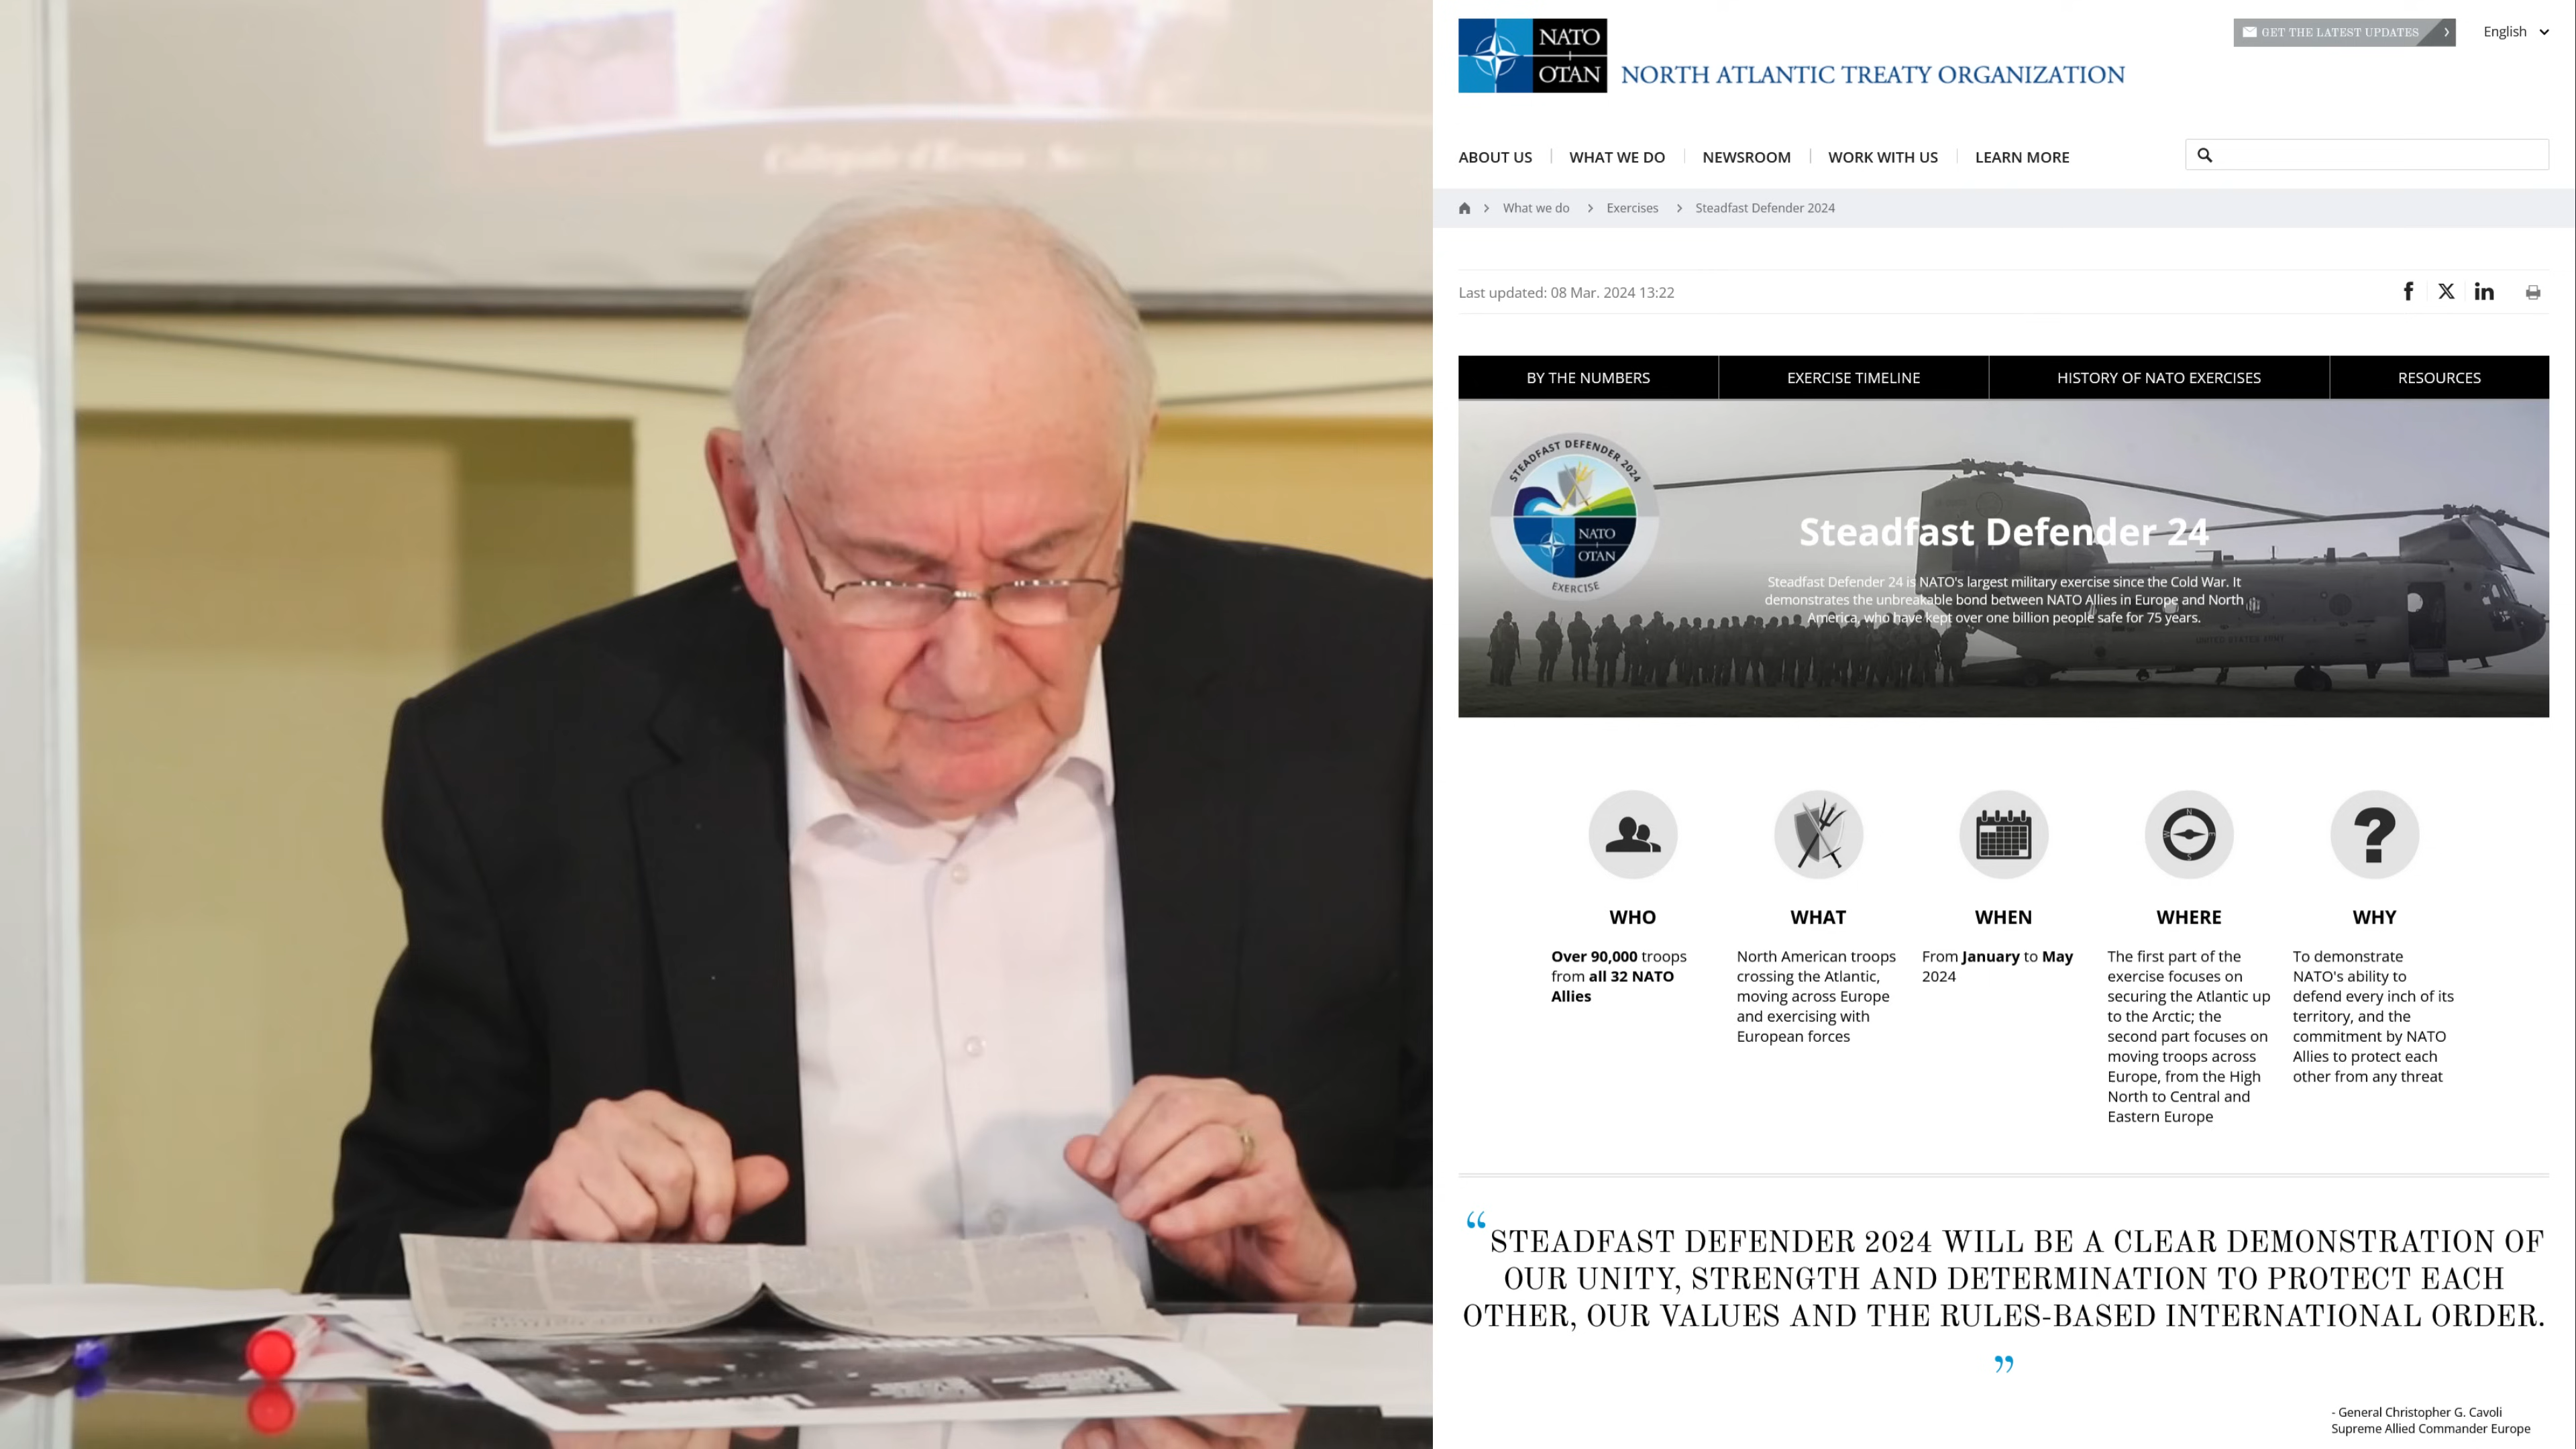 NATO
OTAN
NORTH ATLANTIC TREATY ORGANIZATION
GET THE LATEST UPDATES
English
ABOUT US
WHAT WE DO
NEWSROOM
WORK WITH US
LEARN MORE
What we do
Exercises
Steadfast Defender 2024
Last updated: 08 Mar. 2024 13:22
BY THE NUMBERS
EXERCISE TIMELINE
HISTORY OF NATO EXERCISES
RESOURCES
STEADFAST DEFENDER 2024
NATO
OTAN
EXERCISE
Steadfast Defender 24
Steadfast Defender 24 is NATO's largest military exercise since the Cold War. It
demonstrates the unbreakable bond between NATO Allies in Europe and North
America, who have kept over one billion people safe for 75 years.
UNITED STATES ARMY
WHO
Over 90,000 troops
from all 32 NATO
Allies
WHAT
North American troops
crossing the Atlantic,
moving across Europe
and exercising with
European forces
WHEN
From January to May
2024
WHERE
The first part of the
exercise focuses on
securing the Atlantic up
to the Arctic; the
second part focuses on
moving troops across
Europe, from the High
North to Central and
Eastern Europe
WHY
To demonstrate
NATO's ability to
defend every inch of its
territory, and the
commitment by NATO
Allies to protect each
other from any threat
“STEADFAST DEFENDER 2024 WILL BE A CLEAR DEMONSTRATION OF
OUR UNITY, STRENGTH AND DETERMINATION TO PROTECT EACH
OTHER, OUR VALUES AND THE RULES-BASED INTERNATIONAL ORDER.
”
- General Christopher G. Cavoli
Supreme Allied Commander Europe